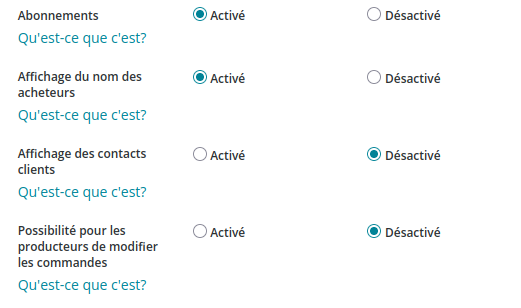 Abonnements Activé Désactivé
Qu'est-ce que c'est?
Affichage du nom des Activé Désactivé
acheteurs
Qu'est-ce que c'est?
Affichage des contacts Activé Désactivé
clients
Qu'est-ce que c'est?
Possibilité pour les Activé Désactivé
producteurs de modifier
les commandes
Qu'est-ce que c'est?